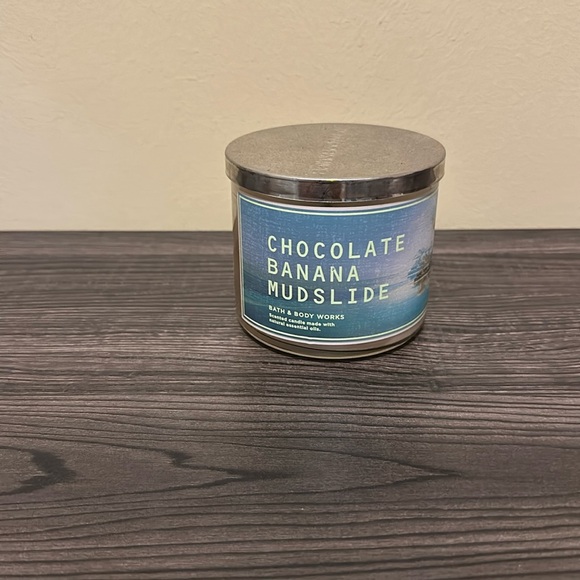 CHOCOLATE
BANANA
MUDSLIDE
BATH & BODY WORKS
Scented candle made with
natural essential oils.